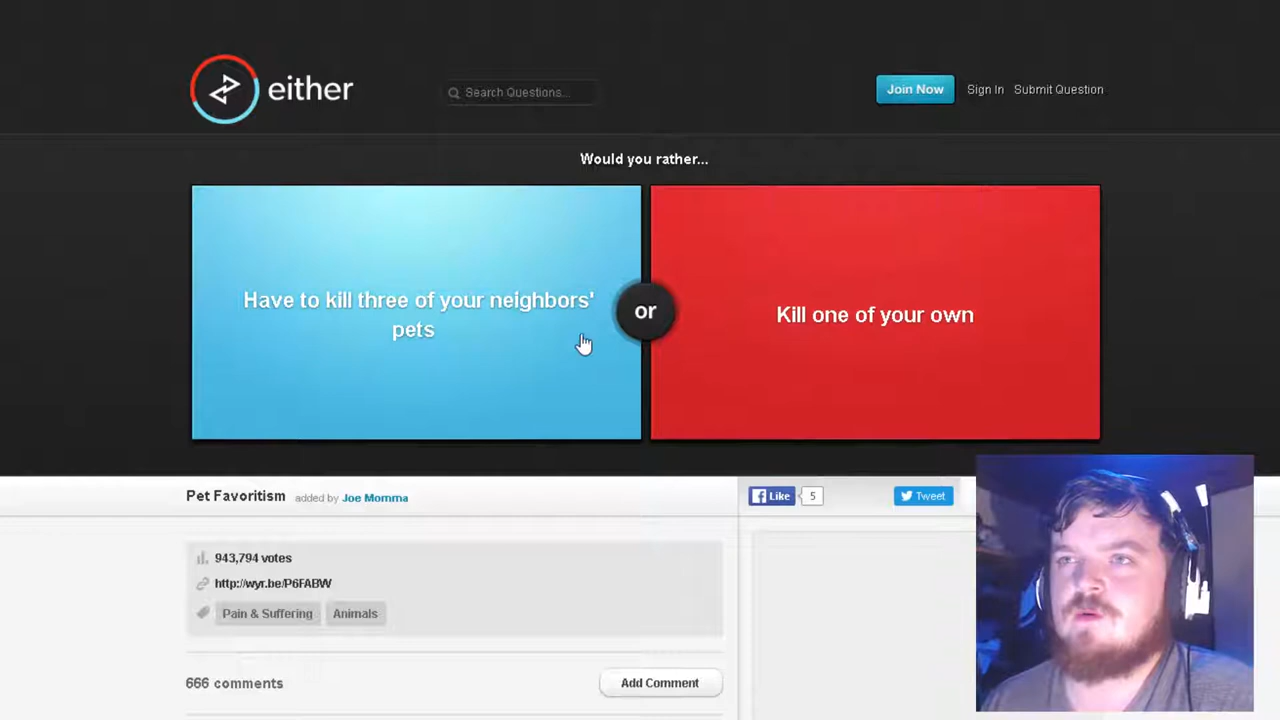 either
Search Questions...
Join Now
Sign In
Submit Question
Would you rather...
Have to kill three of your neighbors'
pets
or
Kill one of your own
Pet Favoritism added by Joe Momma
Like 5
Tweet
943,794 votes
http://wyr.be/P6FABW
Pain & Suffering
Animals
666 comments
Add Comment